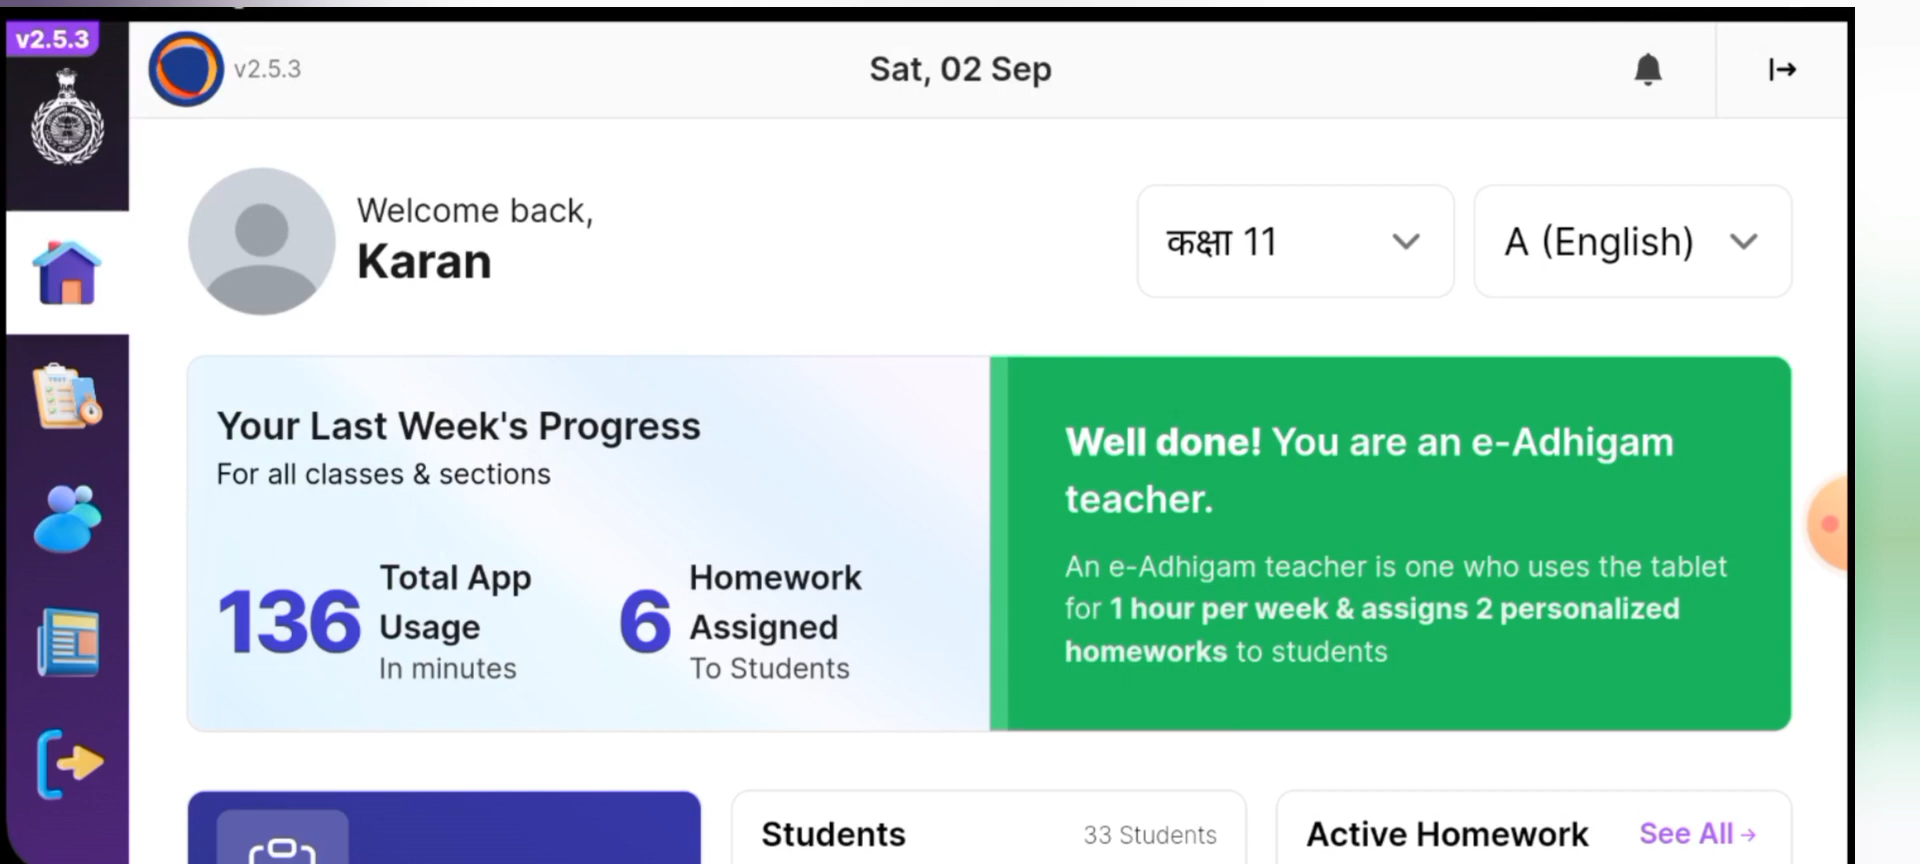 v2.5.3
v2.5.3
Sat, 02 Sep
Welcome back,
Karan
कक्षा 11
A (English)
Your Last Week's Progress
For all classes & sections
136
Total App
Usage
In minutes
6
Homework
Assigned
To Students
Well done! You are an e-Adhigam
teacher.
An e-Adhigam teacher is one who uses the tablet
for 1 hour per week & assigns 2 personalized
homeworks to students
Students
33 Students
Active Homework
See All →